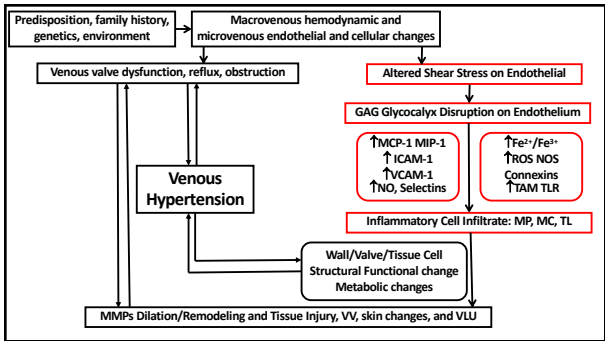 Predisposition, family history,
genetics, environment
Macrovenous hemodynamic and
microvenous endothelial and cellular changes
Venous valve dysfunction, reflux, obstruction
Altered Shear Stress on Endothelial
GAG Glycocalyx Disruption on Endothelium
↑MCP-1 MIP-1
↑ICAM-1
↑VCAM-1
↑NO, Selectins
↑Fe²⁺/Fe³⁺
↑ROS NOS
Connexins
↑TAM TLR
Venous
Hypertension
Inflammatory Cell Infiltrate: MP, MC, TL
Wall/Valve/Tissue Cell
Structural Functional change
Metabolic changes
MMPs Dilation/Remodeling and Tissue Injury, VV, skin changes, and VLU